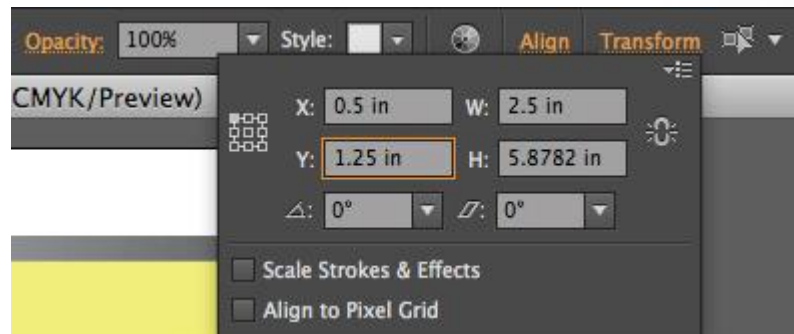 Opacity: 100% Style: Align Transform
CMYK/Preview)
X: 0.5 in W: 2.5 in
Y: 1.25 in H: 5.8782 in
0° 0°
Scale Strokes & Effects
Align to Pixel Grid